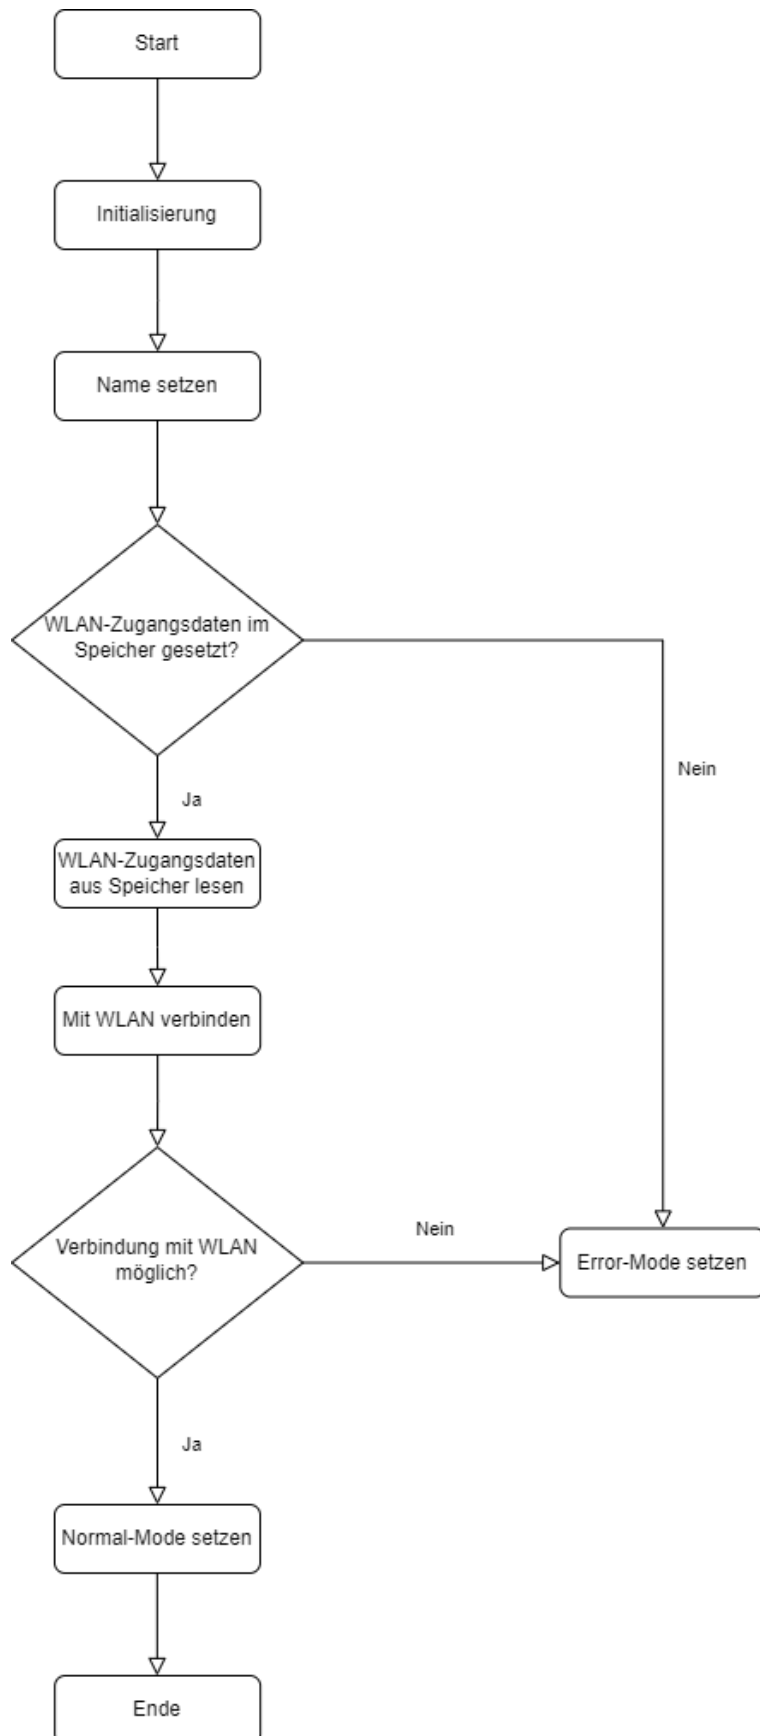 Start
Initialisierung
Name setzen
WLAN-Zugangsdaten im
Speicher gesetzt?
Nein
Ja
WLAN-Zugangsdaten
aus Speicher lesen
Mit WLAN verbinden
Nein
Verbindung mit WLAN
möglich?
Error-Mode setzen
Ja
Normal-Mode setzen
Ende